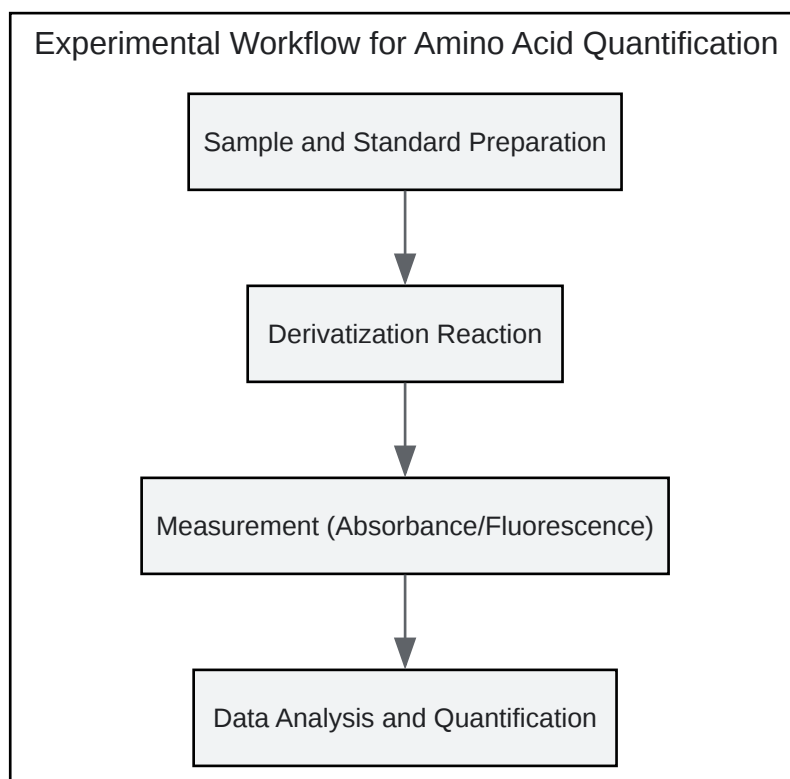 Experimental Workflow for Amino Acid Quantification
Sample and Standard Preparation
Derivatization Reaction
Measurement (Absorbance/Fluorescence)
Data Analysis and Quantification